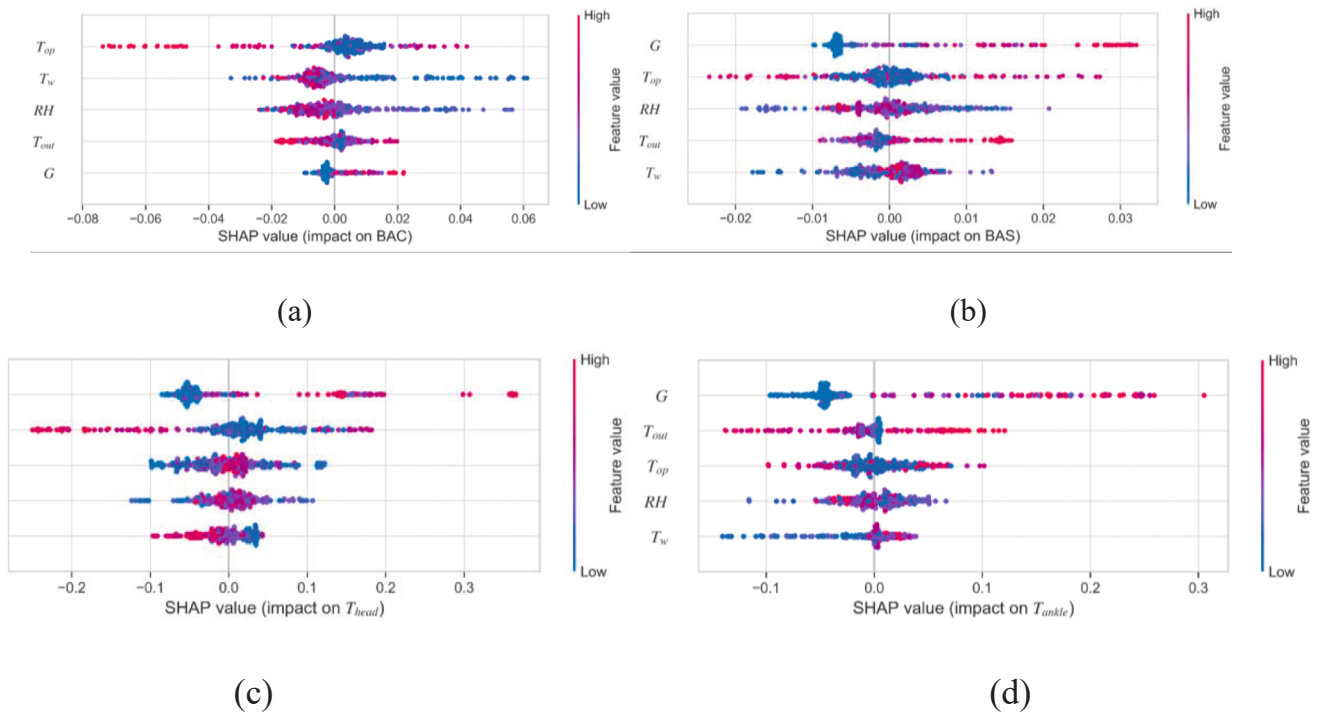 High
T_op
T_w
RH
T_out
G
Feature value
Low
−0.08 −0.06 −0.04 −0.02 0.00 0.02 0.04 0.06
SHAP value (impact on BAC)
(a)
High
G
T_op
RH
T_out
T_w
Feature value
Low
−0.02 −0.01 0.00 0.01 0.02 0.03
SHAP value (impact on BAS)
(b)
High
Feature value
Low
−0.2 −0.1 0.0 0.1 0.2 0.3
SHAP value (impact on T_head)
(c)
High
G
T_out
T_op
RH
T_w
Feature value
Low
−0.1 0.0 0.1 0.2 0.3
SHAP value (impact on T_ankle)
(d)